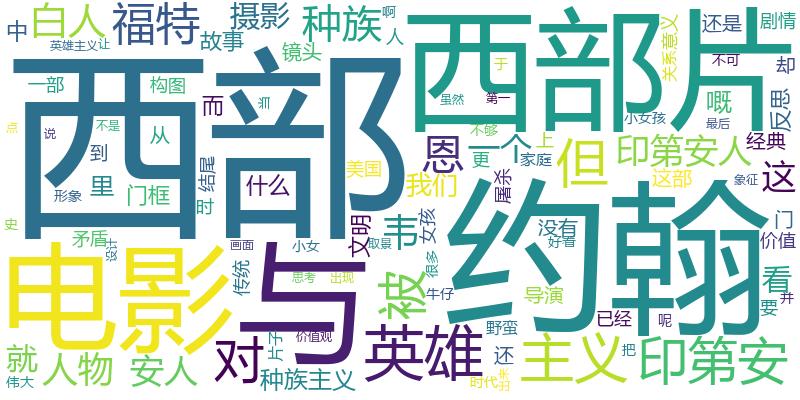 中
白人
福特
摄影
种族
啊
人
西部片
还是
关系意义
剧情
英雄主义
让
故事
镜头
于
不可
却
一部
构图
而
西部
虽然
第一
嘅
小女孩
反思
最后
点
说
不是
从
到
里
门框
结尾
什么
美国
我们
恩
一个
更
家庭
不够
上
但
印第安人
经典
这部
象征
这
形象
过
屠杀
史
矛盾
设计
文明
韦
女孩
约翰
没有
好看
门
价值
电影
与
画面
小女
取景
很多
传统
思考
出现
被
牛仔
导演
看
要
并
就
人物
安人
对
片子
价值观
英雄
野蛮
已经
呢
还
主义
把
印第安
伟大
种族主义
时代